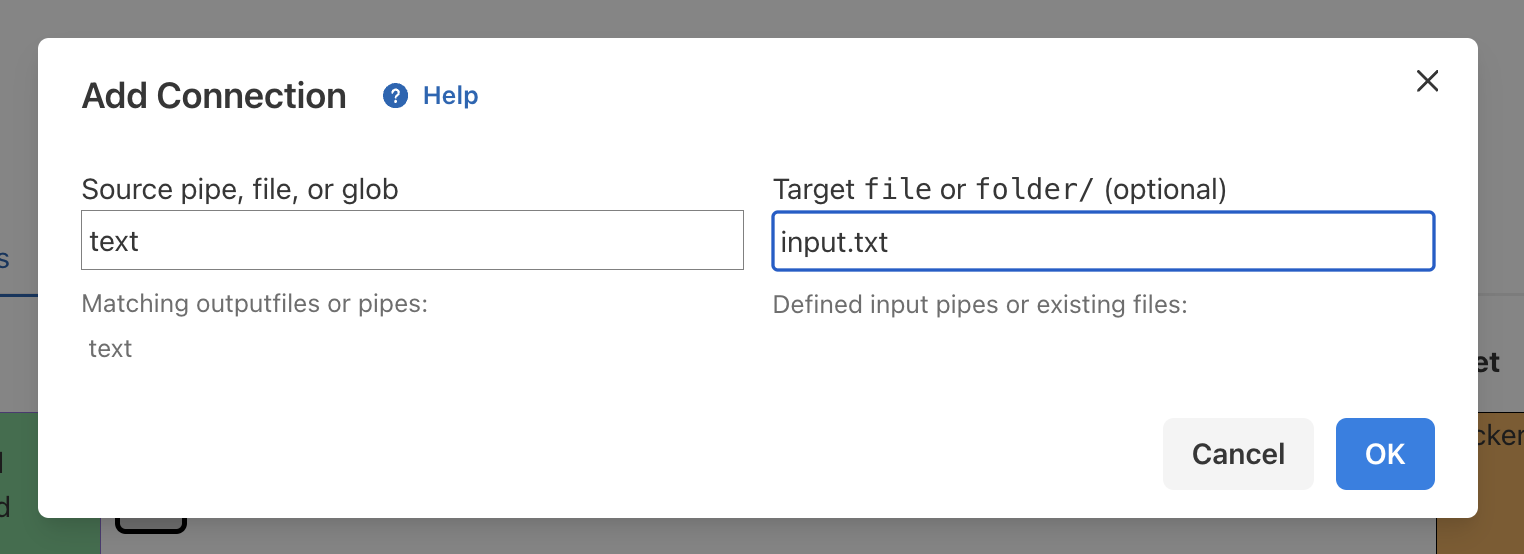 Add Connection
? Help
Source pipe, file, or glob
Target file or folder/ (optional)
text
input.txt
Matching outputfiles or pipes:
Defined input pipes or existing files:
text
Cancel
OK